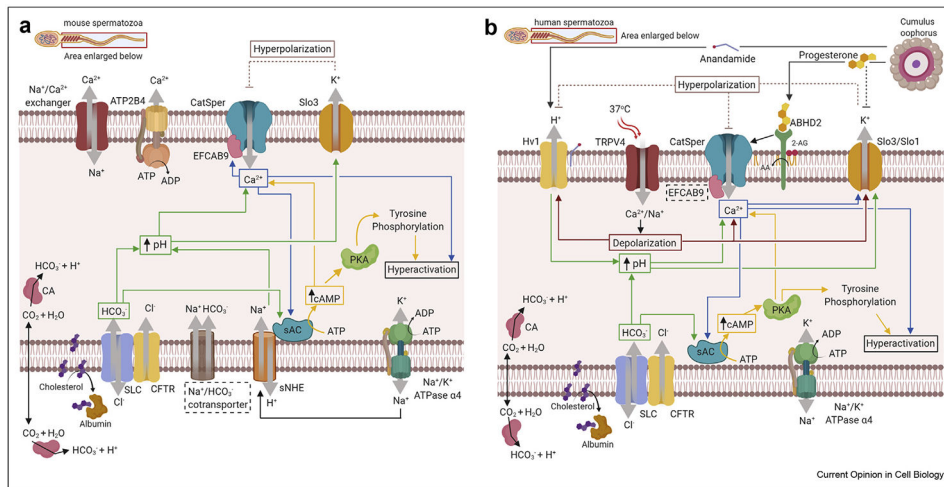 a
mouse spermatozoa
Area enlarged below
Hyperpolarization
Na⁺/Ca²⁺
exchanger
Ca²⁺
Na⁺
ATP2B4
Ca²⁺
ATP
ADP
CatSper
EFCAB9
Ca²⁺
Slo3
K⁺
pH
Tyrosine
Phosphorylation
PKA
Hyperactivation
cAMP
ATP
sAC
HCO₃⁻ + H⁺
CA
CO₂ + H₂O
HCO₃⁻
Cl⁻
Na⁺HCO₃⁻
Na⁺
K⁺
ADP
ATP
Cholesterol
Albumin
SLC
CFTR
Cl⁻
Na⁺/HCO₃⁻
cotransporter
sNHE
H⁺
Na⁺
Na⁺/K⁺
ATPase α4
CO₂ + H₂O
HCO₃⁻ + H⁺
b
human spermatozoa
Area enlarged below
Anandamide
Progesterone
Cumulus
oophorus
Hyperpolarization
37ºC
H⁺
Hv1
TRPV4
CatSper
ABHD2
2-AG
AA
K⁺
Slo3/Slo1
EFCAB9
Ca²⁺/Na⁺
Ca²⁺
Depolarization
pH
Tyrosine
Phosphorylation
PKA
Hyperactivation
cAMP
ATP
sAC
HCO₃⁻ + H⁺
CA
CO₂ + H₂O
HCO₃⁻
Cl⁻
K⁺
ADP
ATP
Cholesterol
Albumin
SLC
CFTR
Cl⁻
Na⁺
Na⁺/K⁺
ATPase α4
CO₂ + H₂O
CA
HCO₃⁻ + H⁺
Current Opinion in Cell Biology